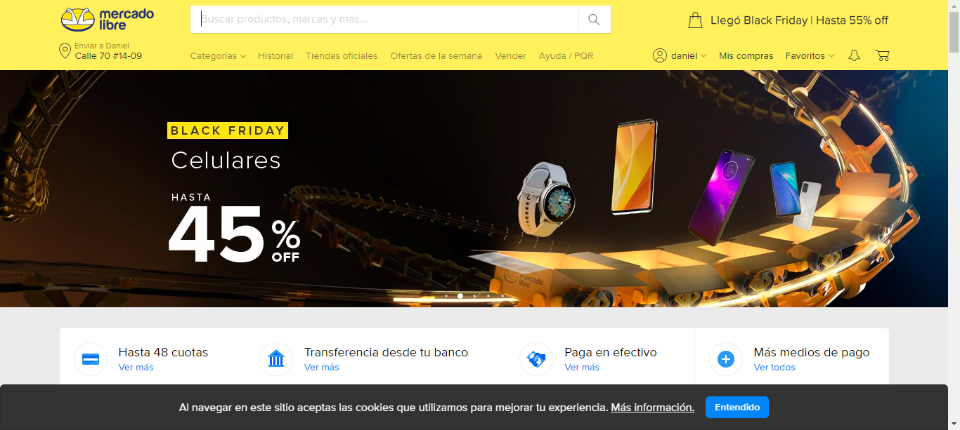 mercado
libre
Buscar productos, marcas y más...
Llegó Black Friday | Hasta 55% off
Enviar a Daniel
Calle 70 #14-09
Categorías
Historial
Tiendas oficiales
Ofertas de la semana
Vender
Ayuda / PQR
daniel
Mis compras
Favoritos
BLACK FRIDAY
Celulares
HASTA
45% OFF
mercado
libre
Hasta 48 cuotas
Ver más
Transferencia desde tu banco
Ver más
Paga en efectivo
Ver más
Más medios de pago
Ver todos
Al navegar en este sitio aceptas las cookies que utilizamos para mejorar tu experiencia. Más información.
Entendido